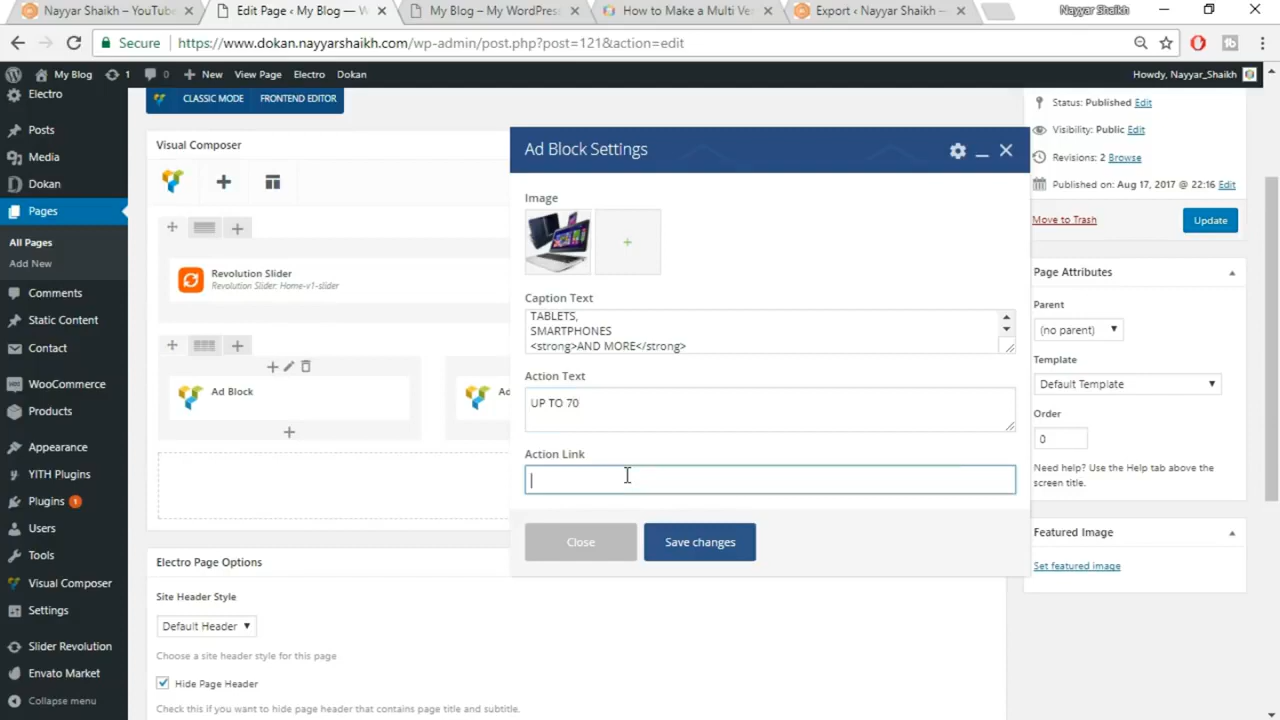 Nayyar Shaikh – YouTube
Edit Page ‹ My Blog — W
My Blog – My WordPress
How to Make a Multi Ve
Export ‹ Nayyar Shaikh —
Nayyar Shaikh
Secure
https://www.dokan.nayyarshaikh.com/wp-admin/post.php?post=121&action=edit
My Blog
1
0
New
View Page
Electro
Dokan
Howdy, Nayyar_Shaikh
Electro
Posts
Media
Dokan
Pages
All Pages
Add New
Comments
Static Content
Contact
WooCommerce
Products
Appearance
YITH Plugins
Plugins 1
Users
Tools
Visual Composer
Settings
Slider Revolution
Envato Market
Collapse menu
CLASSIC MODE
FRONTEND EDITOR
Visual Composer
Revolution Slider
Revolution Slider: Home-v1-slider
Ad Block
Ad
Electro Page Options
Site Header Style
Default Header
Choose a site header style for this page
Hide Page Header
Check this if you want to hide page header that contains page title and subtitle.
Ad Block Settings
Image
Caption Text
TABLETS,
SMARTPHONES
<strong>AND MORE</strong>
Action Text
UP TO 70
Action Link
Close
Save changes
Status: Published Edit
Visibility: Public Edit
Revisions: 2 Browse
Published on: Aug 17, 2017 @ 22:16 Edit
Move to Trash
Update
Page Attributes
Parent
(no parent)
Template
Default Template
Order
0
Need help? Use the Help tab above the
screen title.
Featured Image
Set featured image